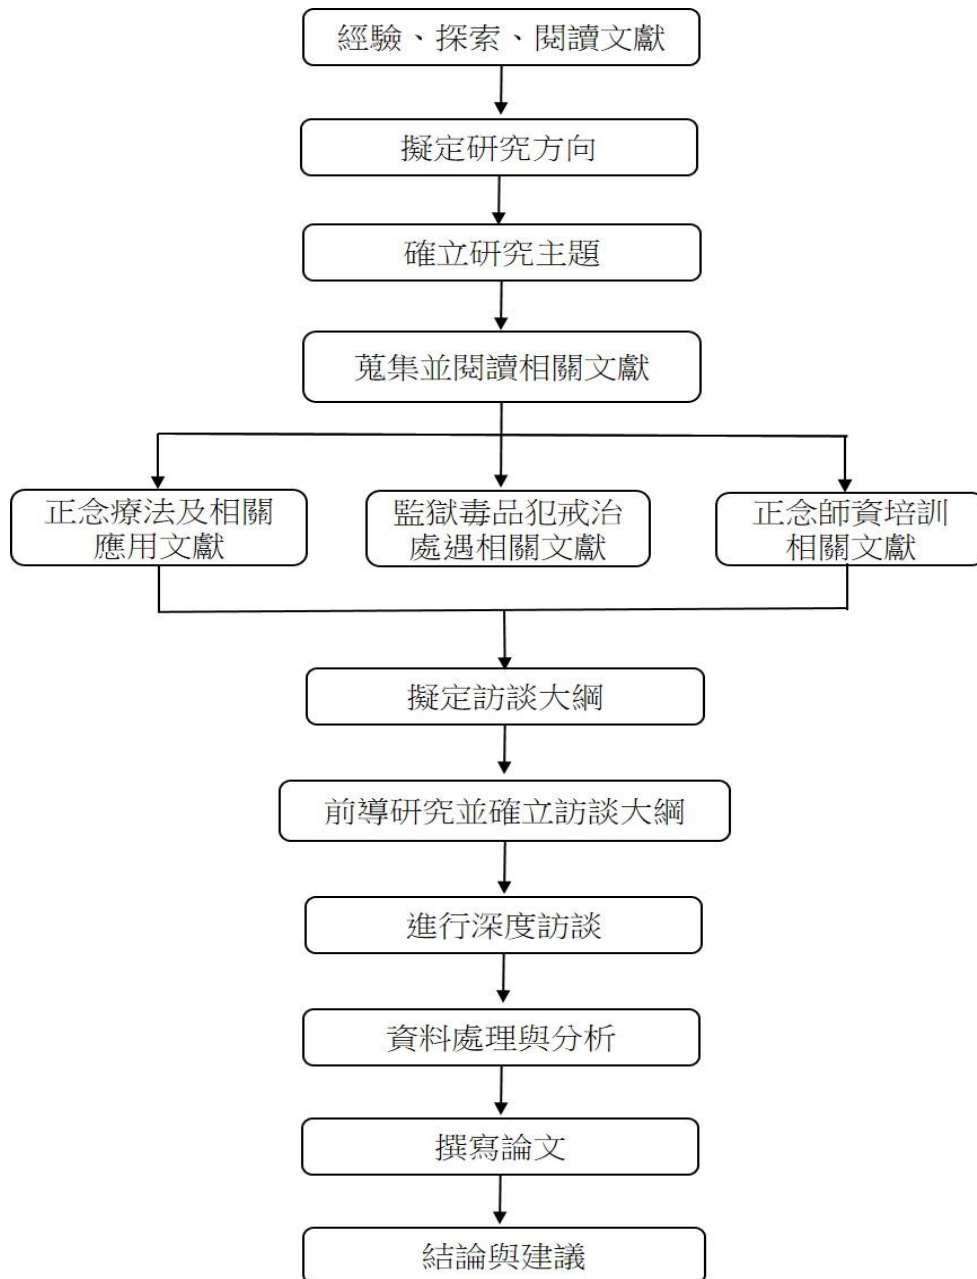 經驗、探索、閱讀文獻
擬定研究方向
確立研究主題
蒐集並閱讀相關文獻
正念療法及相關
應用文獻
監獄毒品犯戒治
處遇相關文獻
正念師資培訓
相關文獻
擬定訪談大綱
前導研究並確立訪談大綱
進行深度訪談
資料處理與分析
撰寫論文
結論與建議